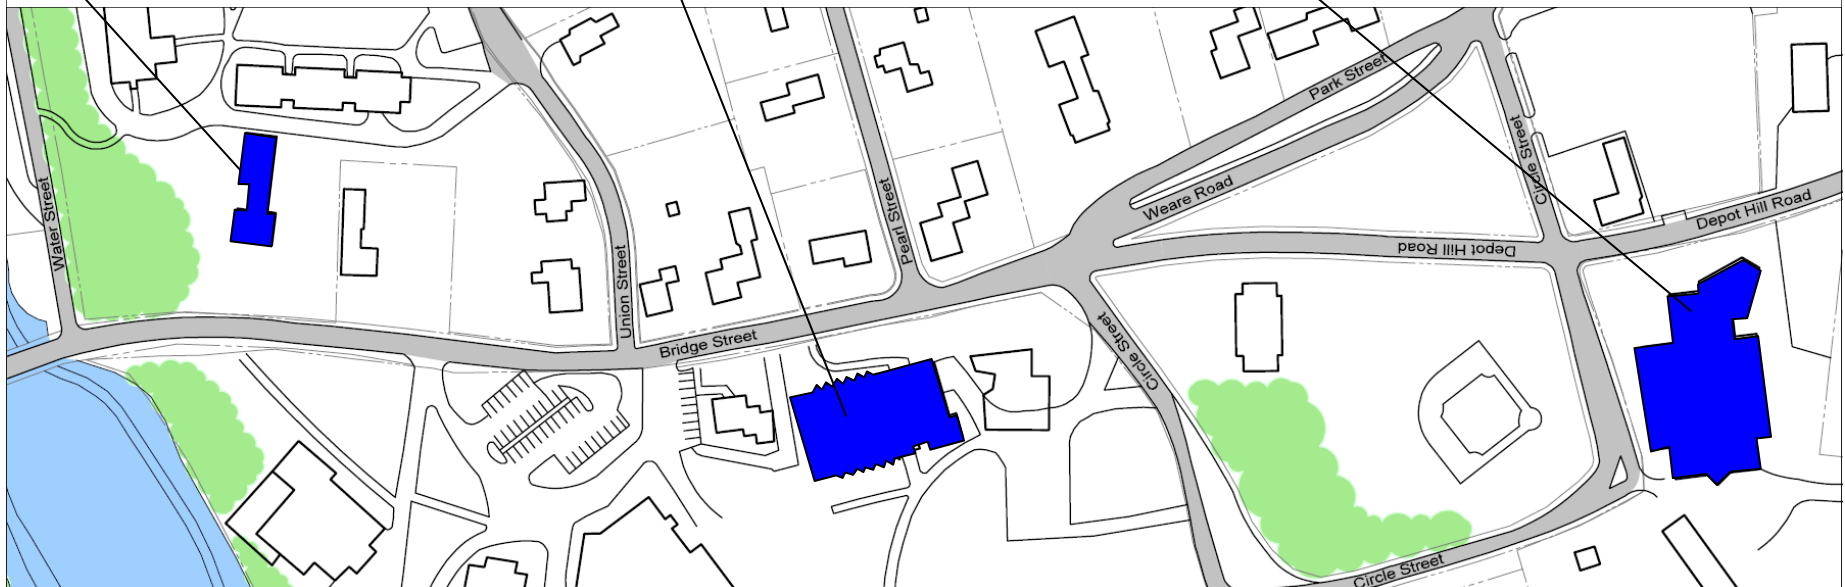 Park Street
Circle Street
Weare Road
Water Street
Pearl Street
Depot Hill Road
Depot Hill Road
Union Street
Bridge Street
Circle Street
Circle Street